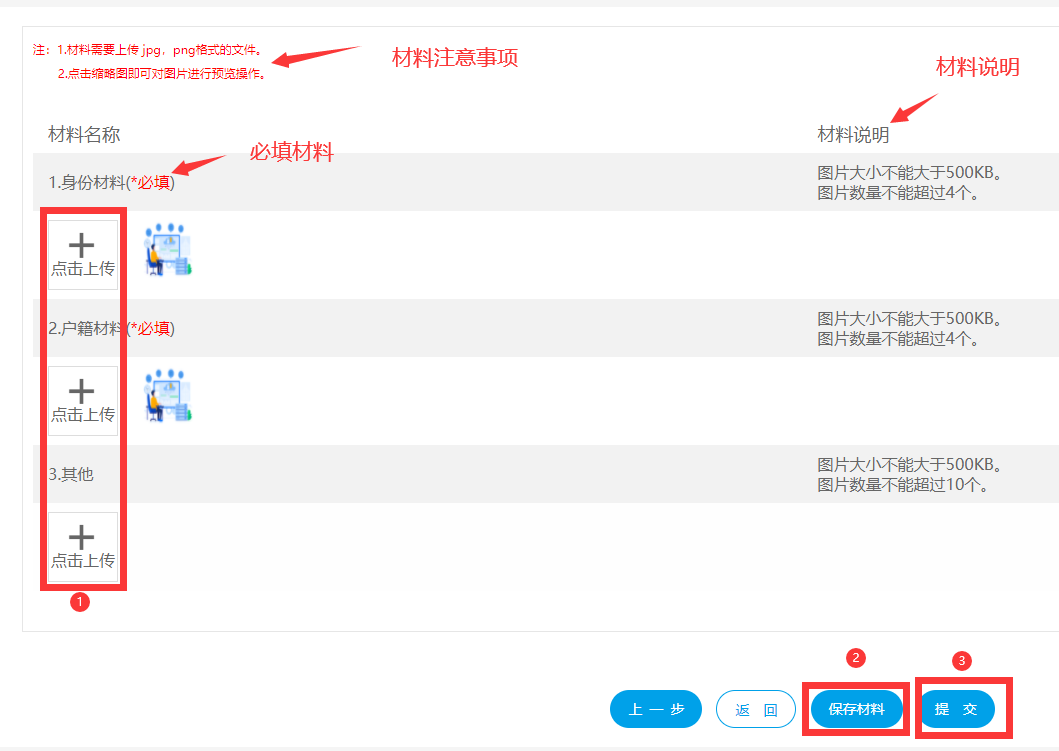 注：1.材料需要上传 jpg，png格式的文件。
2.点击缩略图即可对图片进行预览操作。
材料注意事项
材料说明
材料名称
材料说明
必填材料
1.身份材料(*必填)
图片大小不能大于500KB。
图片数量不能超过4个。
点击上传
2.户籍材料(*必填)
图片大小不能大于500KB。
图片数量不能超过4个。
点击上传
3.其他
图片大小不能大于500KB。
图片数量不能超过10个。
点击上传
1
2
3
上一步
返 回
保存材料
提 交